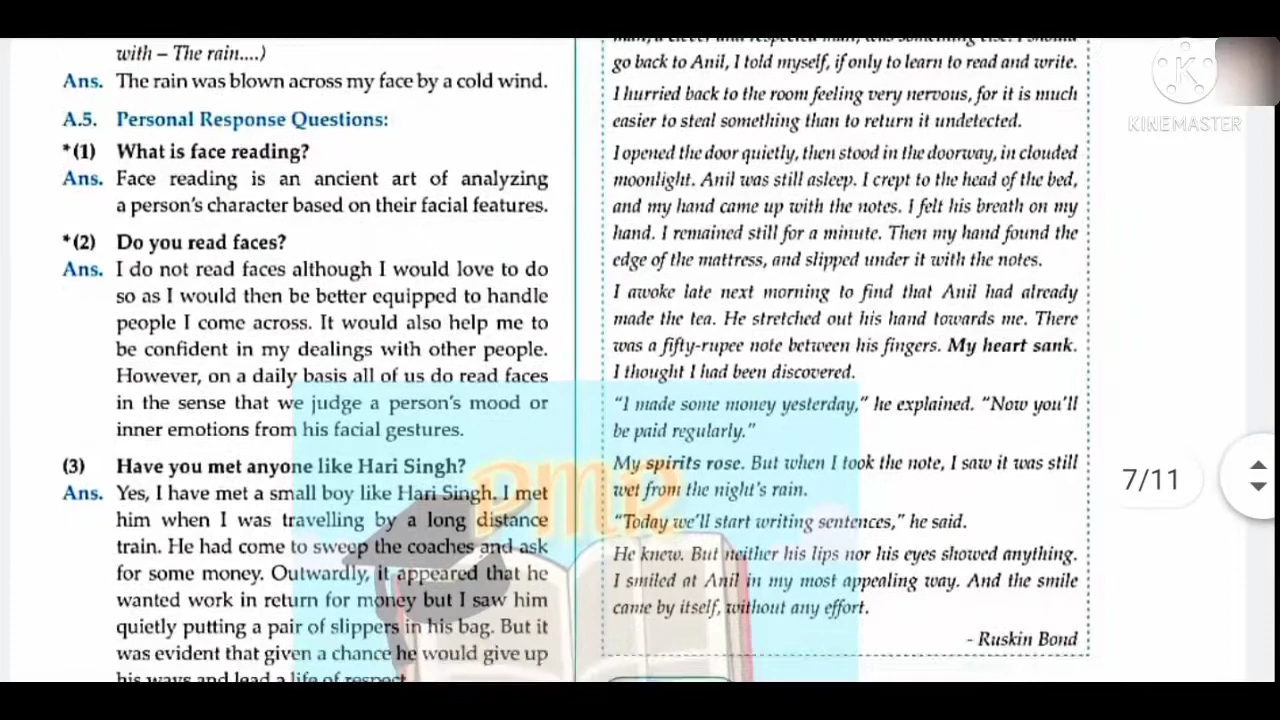 with – The rain....)
Ans. The rain was blown across my face by a cold wind.
A.5. Personal Response Questions:
*(1) What is face reading?
Ans. Face reading is an ancient art of analyzing
a person's character based on their facial features.
*(2) Do you read faces?
Ans. I do not read faces although I would love to do
so as I would then be better equipped to handle
people I come across. It would also help me to
be confident in my dealings with other people.
However, on a daily basis all of us do read faces
in the sense that we judge a person's mood or
inner emotions from his facial gestures.
(3) Have you met anyone like Hari Singh?
Ans. Yes, I have met a small boy like Hari Singh. I met
him when I was travelling by a long distance
train. He had come to sweep the coaches and ask
for some money. Outwardly, it appeared that he
wanted work in return for money but I saw him
quietly putting a pair of slippers in his bag. But it
was evident that given a chance he would give up
his ways and lead a life of respect
man, a clever and respected man, was something else. I should
go back to Anil, I told myself, if only to learn to read and write.
I hurried back to the room feeling very nervous, for it is much
easier to steal something than to return it undetected.
I opened the door quietly, then stood in the doorway, in clouded
moonlight. Anil was still asleep. I crept to the head of the bed,
and my hand came up with the notes. I felt his breath on my
hand. I remained still for a minute. Then my hand found the
edge of the mattress, and slipped under it with the notes.
I awoke late next morning to find that Anil had already
made the tea. He stretched out his hand towards me. There
was a fifty-rupee note between his fingers. My heart sank.
I thought I had been discovered.
"I made some money yesterday," he explained. "Now you'll
be paid regularly."
My spirits rose. But when I took the note, I saw it was still
wet from the night's rain.
"Today we'll start writing sentences," he said.
He knew. But neither his lips nor his eyes showed anything.
I smiled at Anil in my most appealing way. And the smile
came by itself, without any effort.
- Ruskin Bond
PMR
7/11
K
KINEMASTER